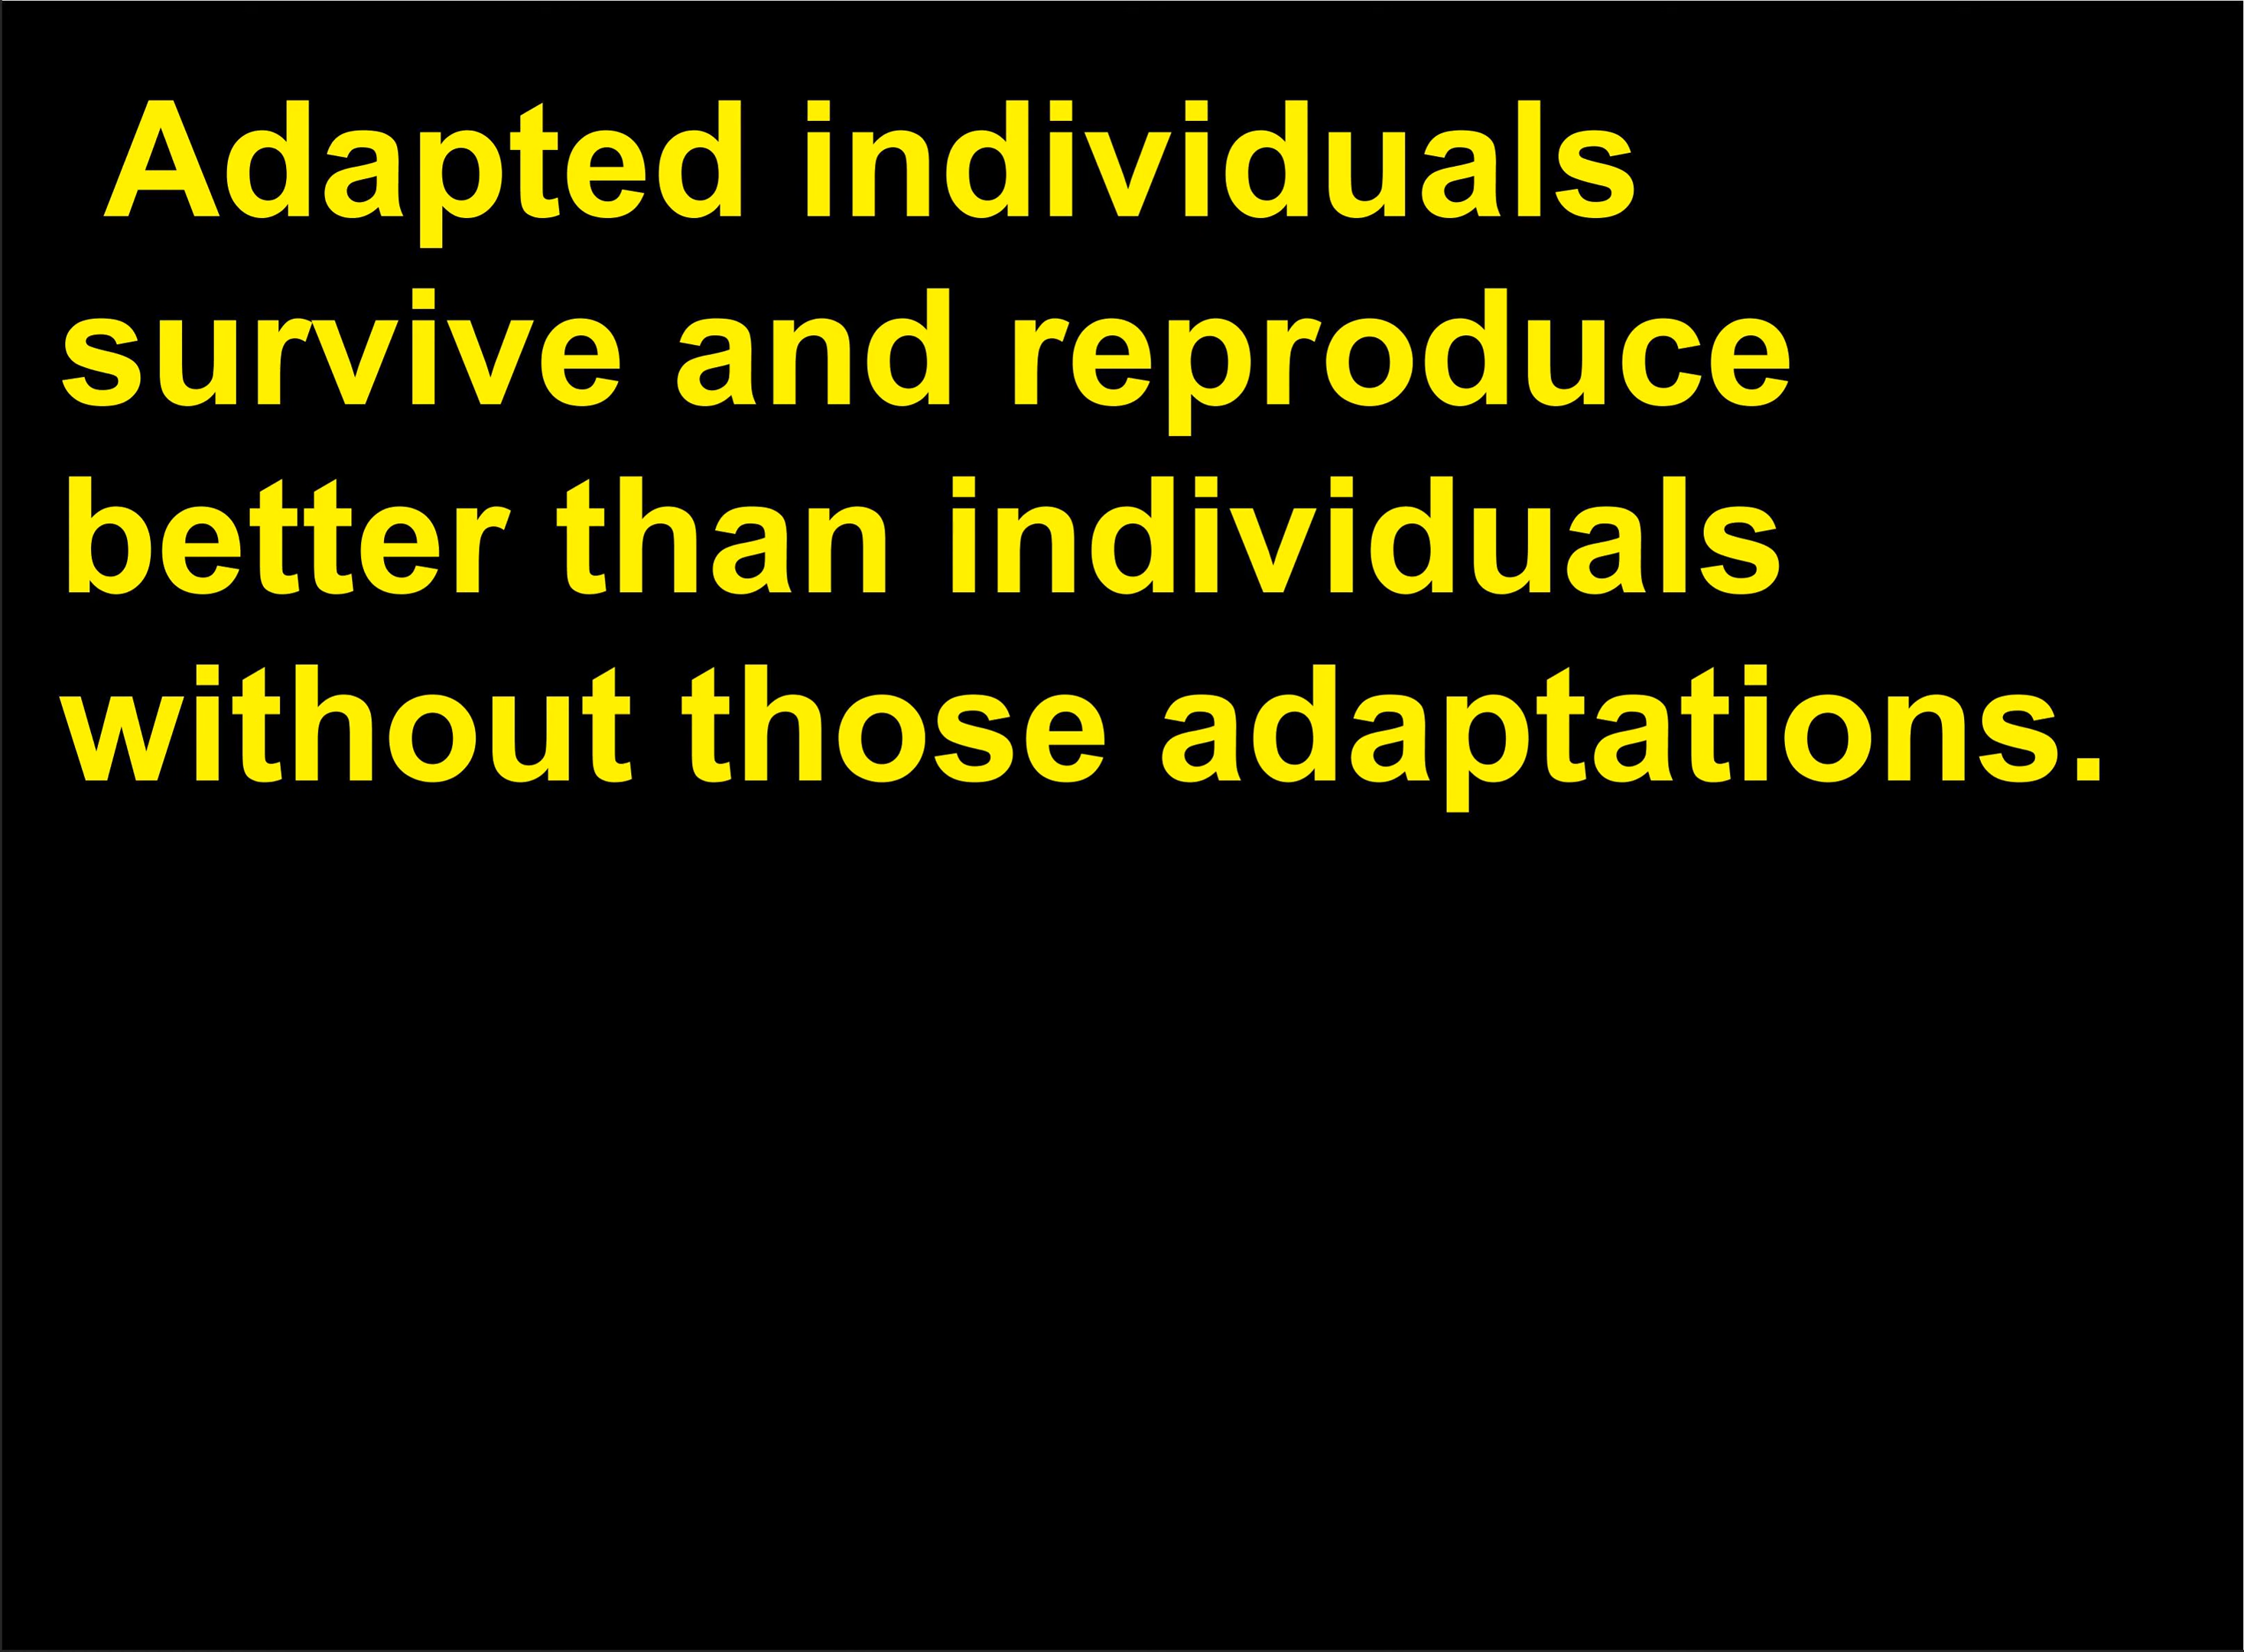 Adapted individuals
survive and reproduce
better than individuals
without those adaptations.